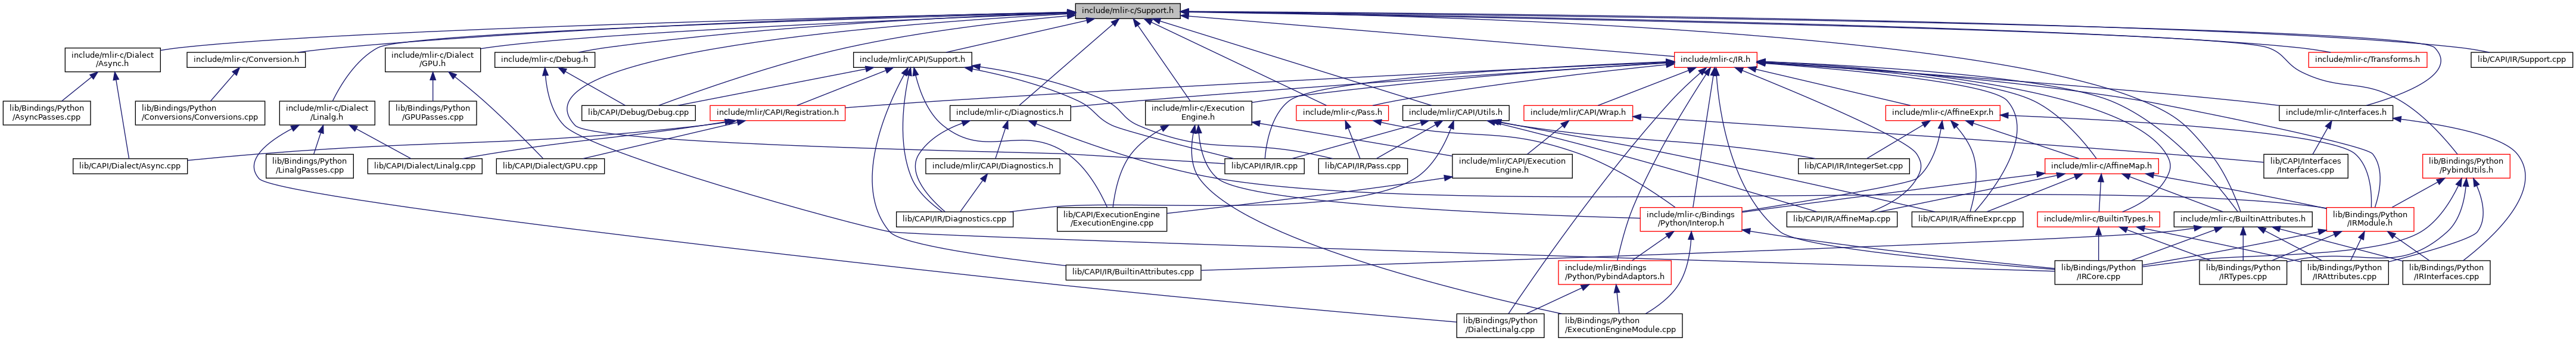 include/mlir-c/Support.h
include/mlir-c/Dialect
/Async.h
include/mlir-c/Conversion.h
include/mlir-c/Dialect
/GPU.h
include/mlir-c/Debug.h
include/mlir/CAPI/Support.h
include/mlir-c/IR.h
include/mlir-c/Transforms.h
lib/CAPI/IR/Support.cpp
lib/Bindings/Python
/AsyncPasses.cpp
lib/Bindings/Python
/Conversions/Conversions.cpp
include/mlir-c/Dialect
/Linalg.h
lib/Bindings/Python
/GPUPasses.cpp
lib/CAPI/Debug/Debug.cpp
include/mlir/CAPI/Registration.h
include/mlir-c/Diagnostics.h
include/mlir-c/Execution
Engine.h
include/mlir-c/Pass.h
include/mlir/CAPI/Utils.h
include/mlir/CAPI/Wrap.h
include/mlir-c/AffineExpr.h
include/mlir-c/Interfaces.h
lib/CAPI/Dialect/Async.cpp
lib/Bindings/Python
/LinalgPasses.cpp
lib/CAPI/Dialect/Linalg.cpp
lib/CAPI/Dialect/GPU.cpp
include/mlir/CAPI/Diagnostics.h
lib/CAPI/IR/IR.cpp
lib/CAPI/IR/Pass.cpp
include/mlir/CAPI/Execution
Engine.h
lib/CAPI/IR/IntegerSet.cpp
include/mlir-c/AffineMap.h
lib/CAPI/Interfaces
/Interfaces.cpp
lib/Bindings/Python
/PybindUtils.h
lib/CAPI/IR/Diagnostics.cpp
lib/CAPI/ExecutionEngine
/ExecutionEngine.cpp
include/mlir-c/Bindings
/Python/Interop.h
lib/CAPI/IR/AffineMap.cpp
lib/CAPI/IR/AffineExpr.cpp
include/mlir-c/BuiltinTypes.h
include/mlir-c/BuiltinAttributes.h
lib/Bindings/Python
/IRModule.h
lib/CAPI/IR/BuiltinAttributes.cpp
include/mlir/Bindings
/Python/PybindAdaptors.h
lib/Bindings/Python
/IRCore.cpp
lib/Bindings/Python
/IRTypes.cpp
lib/Bindings/Python
/IRAttributes.cpp
lib/Bindings/Python
/IRInterfaces.cpp
lib/Bindings/Python
/DialectLinalg.cpp
lib/Bindings/Python
/ExecutionEngineModule.cpp